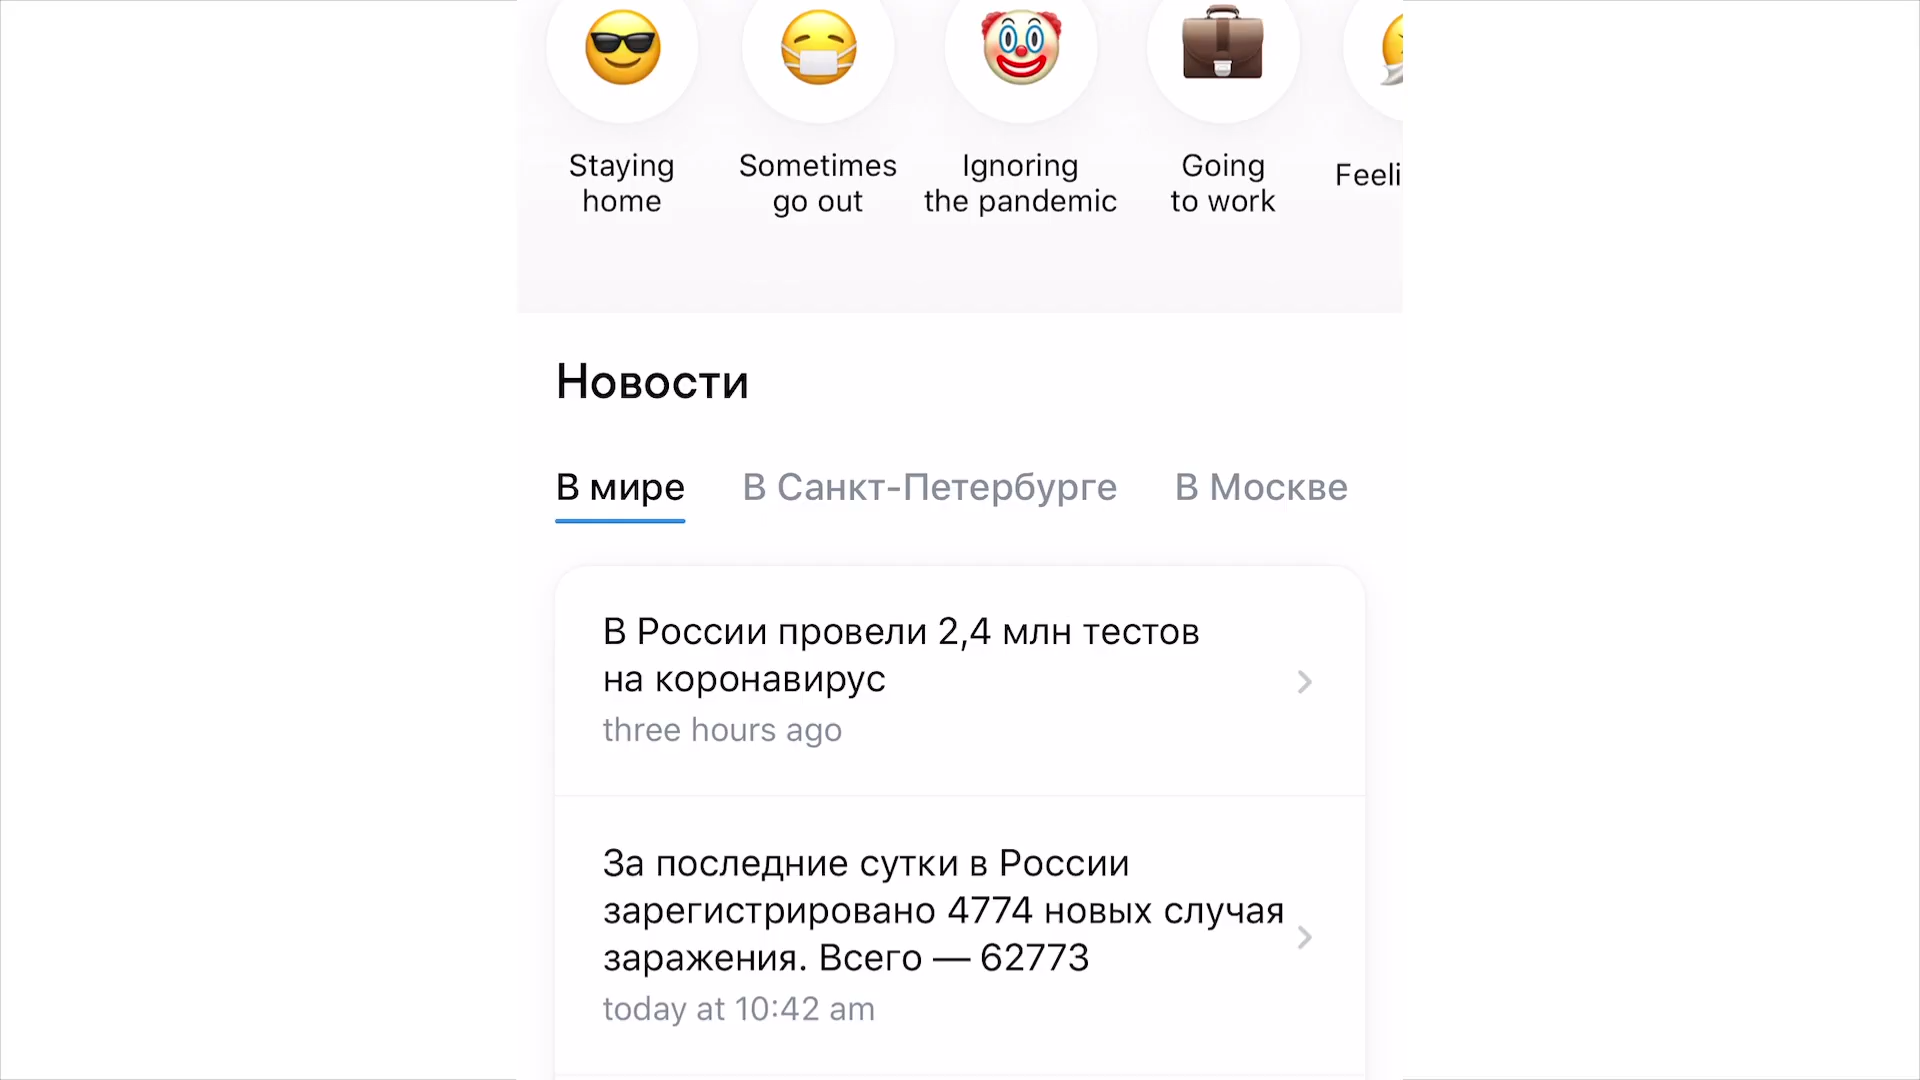 Staying
home
Sometimes
go out
Ignoring
the pandemic
Going
to work
Feeli
Новости
В мире
В Санкт-Петербурге
В Москве
В России провели 2,4 млн тестов
на коронавирус
three hours ago
За последние сутки в России
зарегистрировано 4774 новых случая
заражения. Всего — 62773
today at 10:42 am